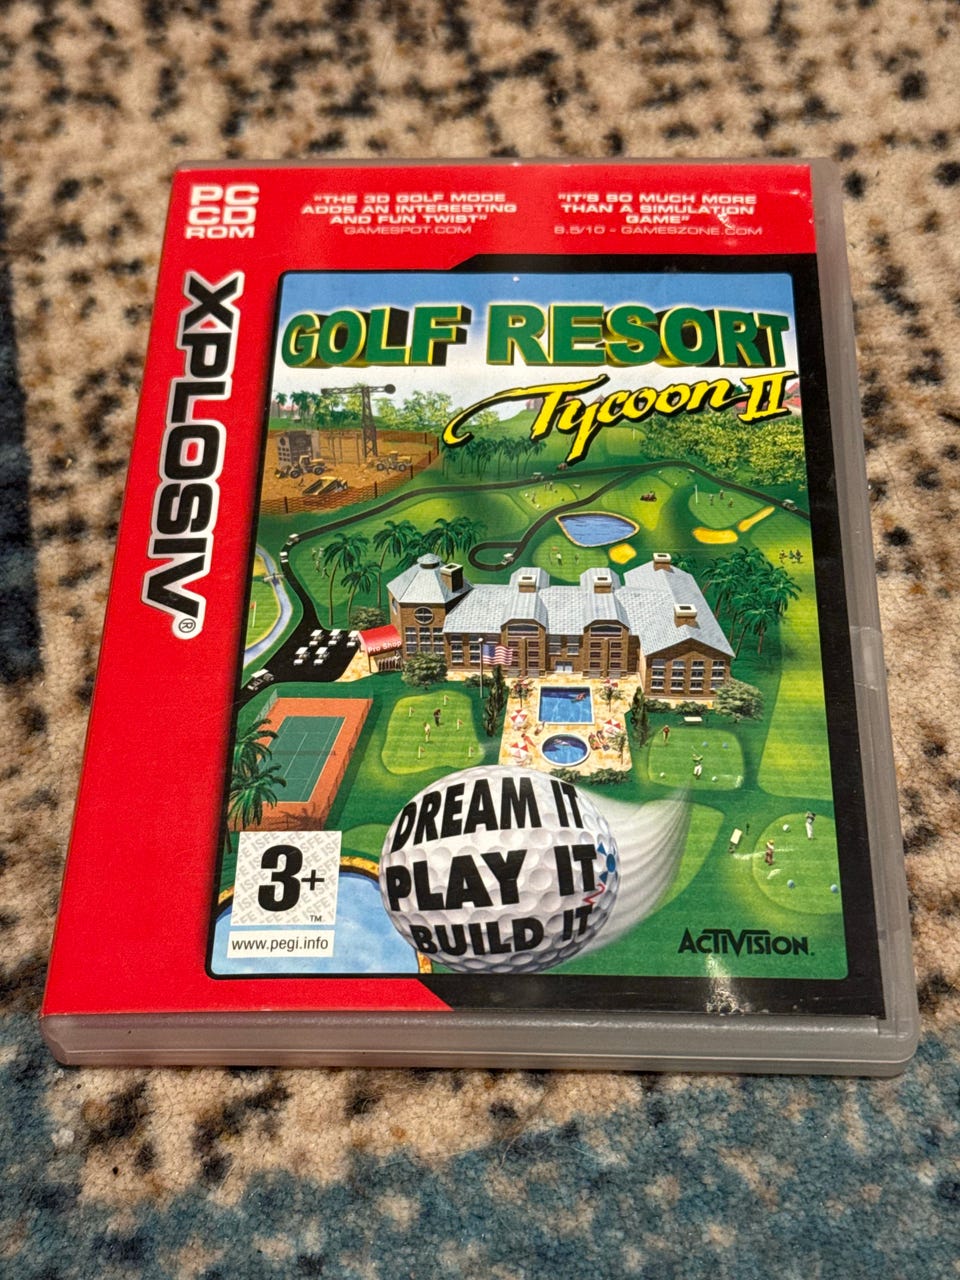 PC
CD
ROM
"THE 3D GOLF MODE
ADDS AN INTERESTING
AND FUN TWIST"
GAMESPOT.COM
"IT'S SO MUCH MORE
THAN A SIMULATION
GAME"
8.5/10 - GAMESZONE.COM
XPLOSIV®
GOLF RESORT
Tycoon II
Pro Shop
DREAM IT
PLAY IT
BUILD IT
3+
TM
www.pegi.info
ACTIVISION.